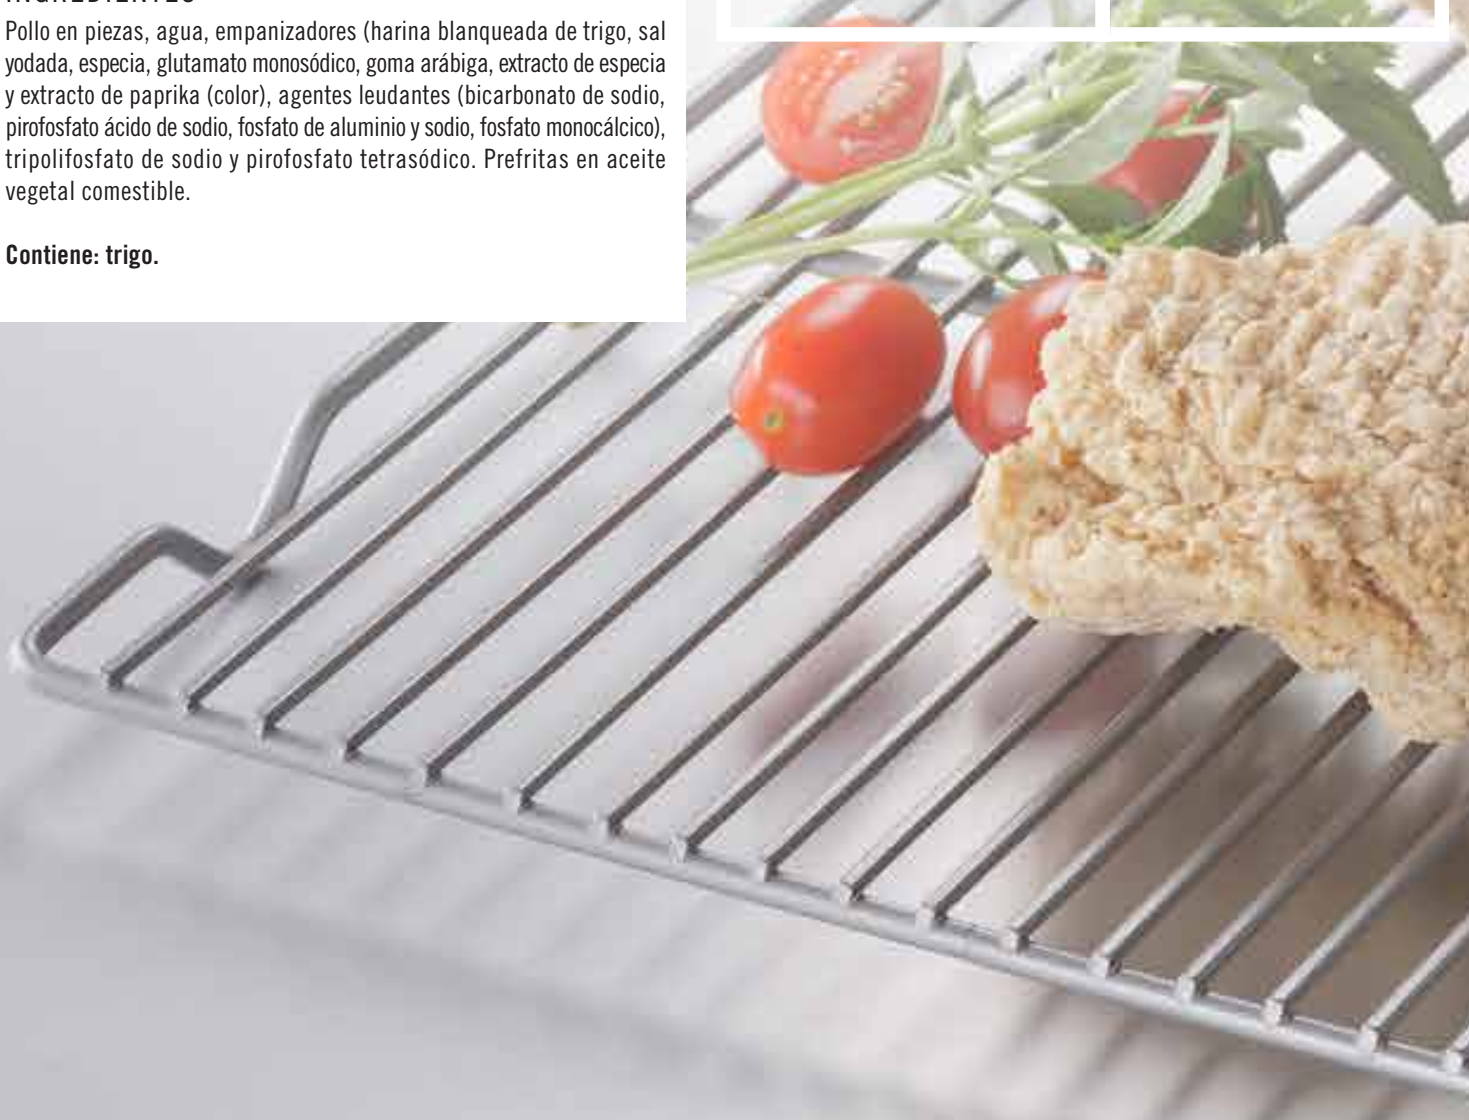 INGREDIENTES
Pollo en piezas, agua, empanizadores (harina blanqueada de trigo, sal
yodada, especia, glutamato monosódico, goma arábiga, extracto de especia
y extracto de paprika (color), agentes leudantes (bicarbonato de sodio,
pirofosfato ácido de sodio, fosfato de aluminio y sodio, fosfato monocálcico),
tripolifosfato de sodio y pirofosfato tetrasódico. Prefritas en aceite
vegetal comestible.
Contiene: trigo.